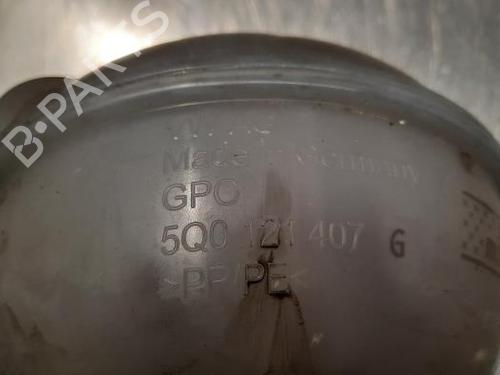 B-PARTS
Made in Germany
GPO
5Q0 121 407 G
>PP/PE<